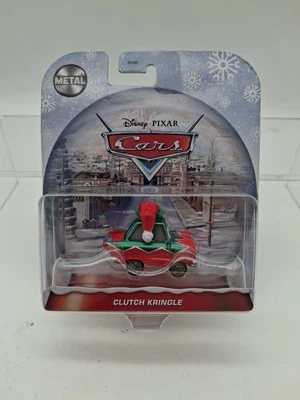 METAL
Disney · PIXAR
Cars
CLUTCH KRINGLE